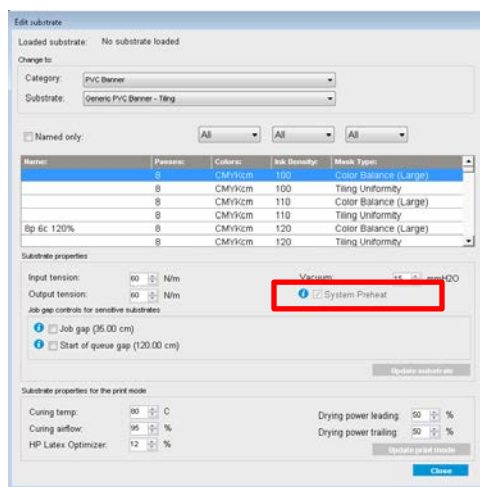 Edit substrate
Loaded substrate: No substrate loaded
Change to:
Category: PVC Banner
Substrate: Generic PVC Banner - Tiling
Named only: All All All
Name: Passes: Colors: Ink Density: Mask Type:
8 CMYKcm 100 Color Balance (Large)
8 CMYKcm 100 Tiling Uniformity
8 CMYKcm 110 Color Balance (Large)
8 CMYKcm 110 Tiling Uniformity
8 CMYKcm 120 Color Balance (Large)
8p 6c 120% 8 CMYKcm 120 Tiling Uniformity
Substrate properties
Input tension: 60 N/m Vacuum: 15 mmH2O
Output tension: 60 N/m System Preheat
Job gap controls for sensitive substrates
Job gap (35.00 cm)
Start of queue gap (120.00 cm)
Update substrate
Substrate properties for the print mode
Curing temp: 80 C Drying power leading: 50 %
Curing airflow: 95 % Drying power trailing: 50 %
HP Latex Optimizer: 12 % Update print mode
Close